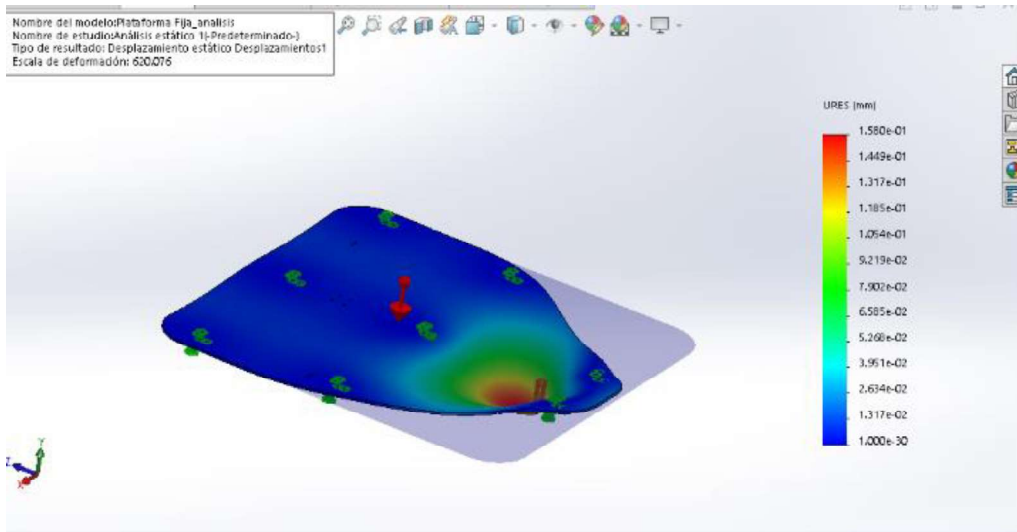 Nombre del modelo:Plataforma Fija_analisis
Nombre de estudio:Análisis estático 1(-Predeterminado-)
Tipo de resultado: Desplazamiento estático Desplazamientos1
Escala de deformación: 620.076
URES (mm)
1.580e-01
1.449e-01
1.317e-01
1.185e-01
1.054e-01
9.219e-02
7.902e-02
6.585e-02
5.268e-02
3.951e-02
2.634e-02
1.317e-02
1.000e-30
Y
Z
X